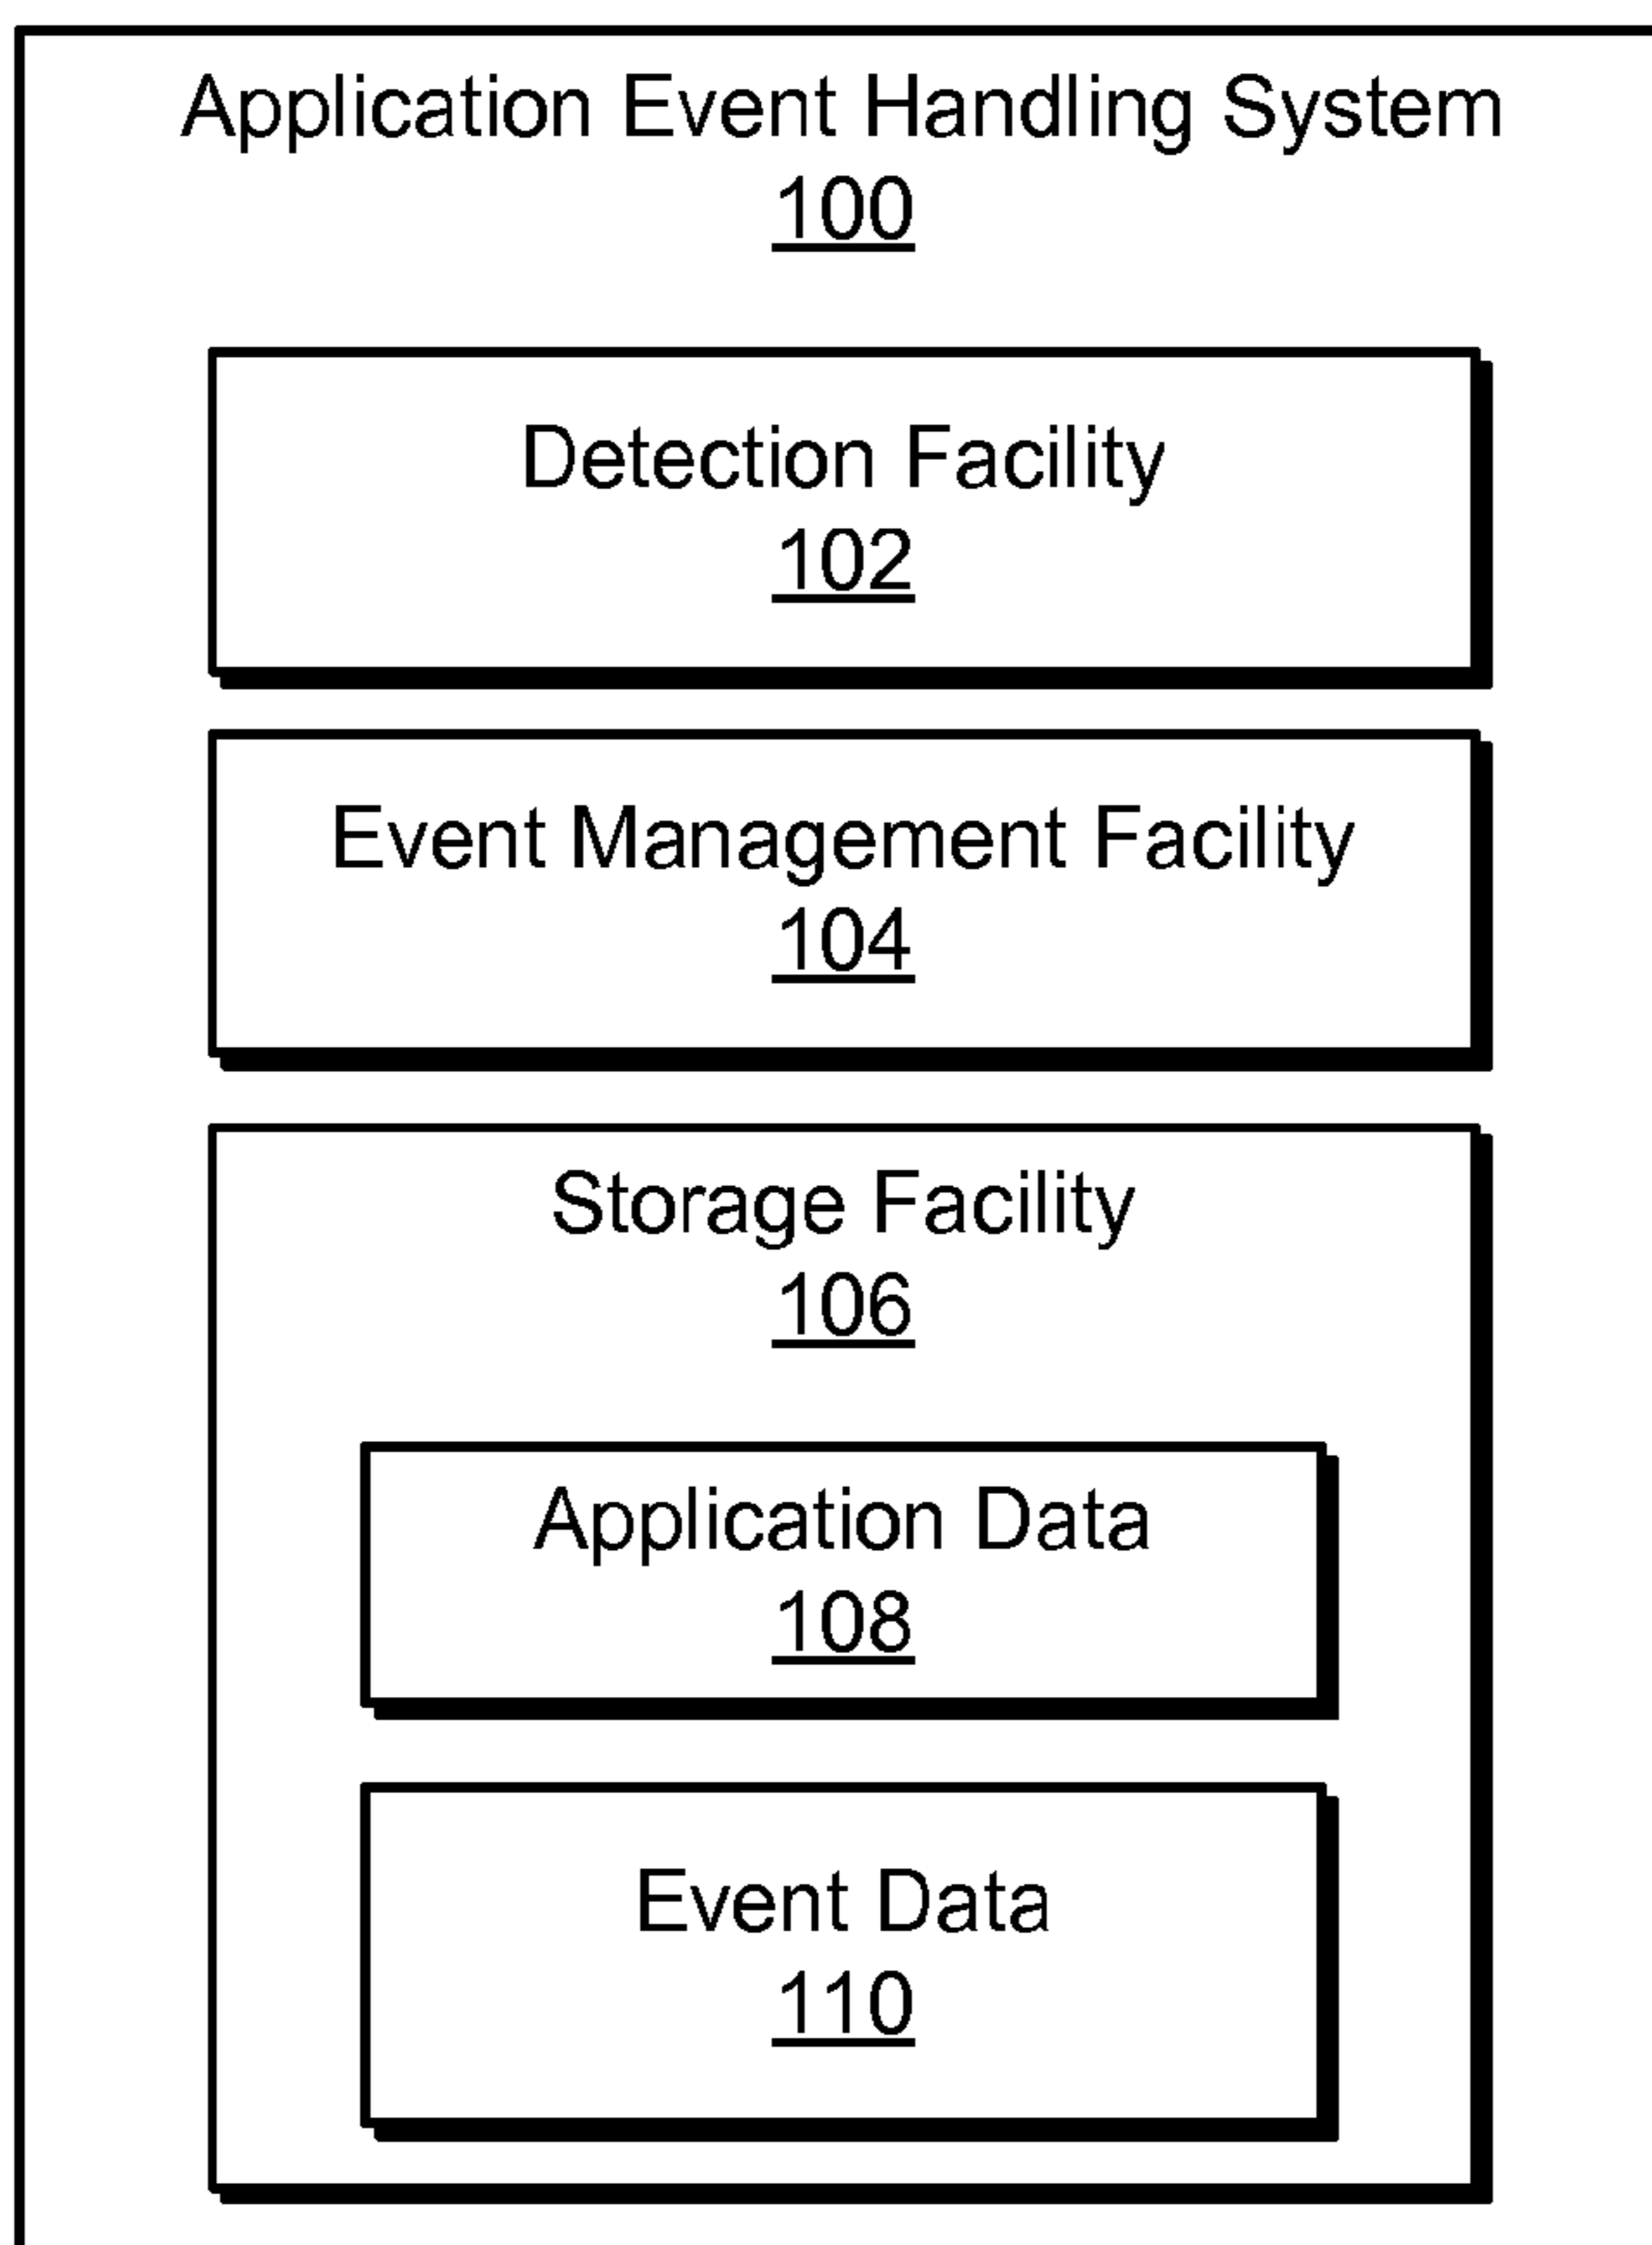 Application Event Handling System
100
Detection Facility
102
Event Management Facility
104
Storage Facility
106
Application Data
108
Event Data
110